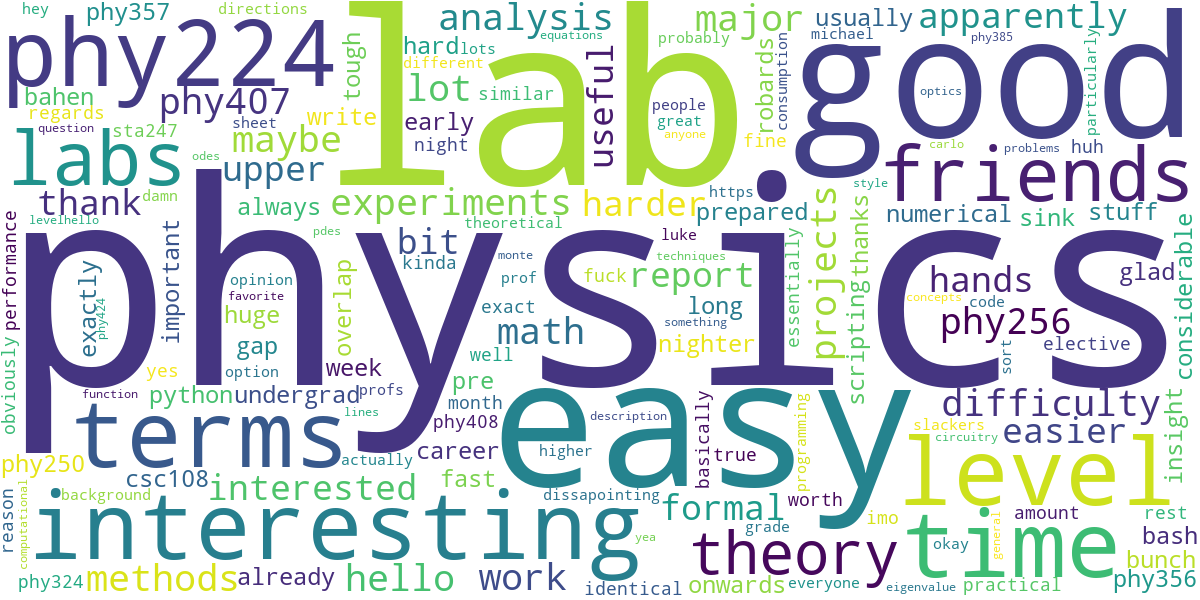 hey
phy357
directions
analysis
major
usually
apparently
phy224
lab
good
michael
equations
probably
phy385
hard
lots
tough
different
bahen
phy407
lot
similar
useful
people
robards
consumption
optics
particularly
regards
question
sheet
sta247
write
early
great
maybe
night
anyone
fine
carlo
problems
huh
labs
odes
upper
friends
thank
damn
always
experiments
harder
https
prepared
style
numerical
sink
stuff
levelhello
theoretical
physics
pdes
bit
kinda
monte
luke
prof
techniques
fuck
report
essentially
projects
thanks
scripting
hands
glad
considerable
performance
exactly
phy424
important
opinion
favorite
huge
gap
option
overlap
exact
long
something
concepts
code
phy256
obviously
math
nighter
sort
elective
yes
week
well
function
python
undergrad
profs
pre
month
easy
lines
phy408
description
basically
programming
difficulty
terms
slackers
easier
circuitry
insight
actually
career
higher
true
level
phy250
csc108
interested
fast
dissapointing
formal
worth
reason
computational
background
interesting
grade
imo
time
general
amount
rest
bash
yea
theory
okay
bunch
phy324
methods
already
hello
work
identical
onwards
everyone
eigenvalue
practical
phy356